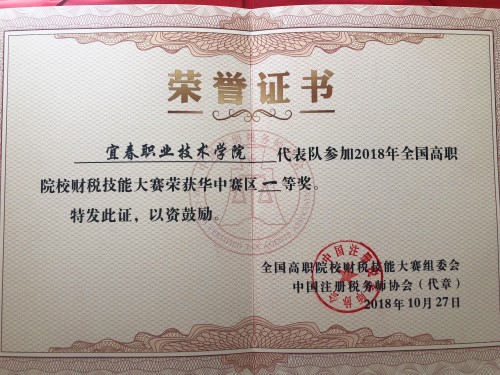 荣誉证书
宜春职业技术学院 代表队参加2018年全国高职
院校财税技能大赛荣获华中赛区一等奖。
特发此证，以资鼓励。
全国高职院校财税技能大赛组委会
中国注册税务师协会（代章）
2018年10月27日